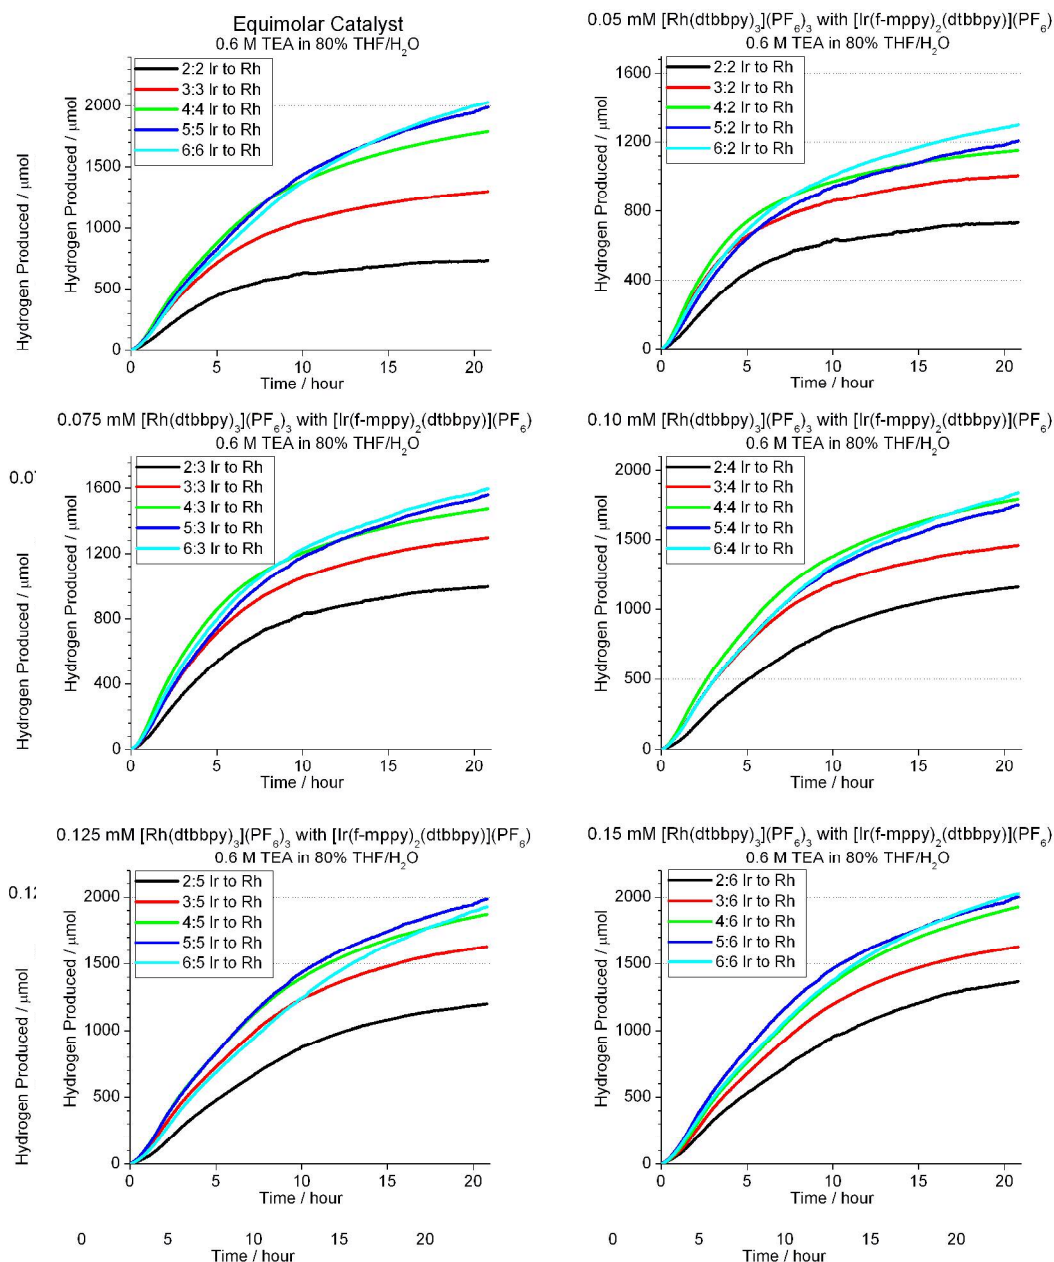 Equimolar Catalyst
0.6 M TEA in 80% THF/H₂O
2:2 Ir to Rh
3:3 Ir to Rh
4:4 Ir to Rh
5:5 Ir to Rh
6:6 Ir to Rh
2000
1500
1000
500
0
Hydrogen Produced / μmol
Hydrogen Produced / μmol
0 5 10 15 20
Time / hour
0.05 mM [Rh(dtbbpy)₃](PF₆)₃ with [Ir(f-mppy)₂(dtbbpy)](PF₆)
0.6 M TEA in 80% THF/H₂O
2:2 Ir to Rh
3:2 Ir to Rh
4:2 Ir to Rh
5:2 Ir to Rh
6:2 Ir to Rh
1600
1200
800
400
0
Hydrogen Produced / μmol
0 5 10 15 20
Time / hour
0.075 mM [Rh(dtbbpy)₃](PF₆)₃ with [Ir(f-mppy)₂(dtbbpy)](PF₆)
0.6 M TEA in 80% THF/H₂O
2:3 Ir to Rh
3:3 Ir to Rh
4:3 Ir to Rh
5:3 Ir to Rh
6:3 Ir to Rh
1600
1200
800
400
0
Hydrogen Produced / μmol
Hydrogen Produced / μmol
0 5 10 15 20
Time / hour
0.10 mM [Rh(dtbbpy)₃](PF₆)₃ with [Ir(f-mppy)₂(dtbbpy)](PF₆)
0.6 M TEA in 80% THF/H₂O
2:4 Ir to Rh
3:4 Ir to Rh
4:4 Ir to Rh
5:4 Ir to Rh
6:4 Ir to Rh
2000
1500
1000
500
0
Hydrogen Produced / μmol
0 5 10 15 20
Time / hour
0.125 mM [Rh(dtbbpy)₃](PF₆)₃ with [Ir(f-mppy)₂(dtbbpy)](PF₆)
0.6 M TEA in 80% THF/H₂O
2:5 Ir to Rh
3:5 Ir to Rh
4:5 Ir to Rh
5:5 Ir to Rh
6:5 Ir to Rh
2000
1500
1000
500
0
Hydrogen Produced / μmol
Hydrogen Produced / μmol
0 5 10 15 20
Time / hour
0.15 mM [Rh(dtbbpy)₃](PF₆)₃ with [Ir(f-mppy)₂(dtbbpy)](PF₆)
0.6 M TEA in 80% THF/H₂O
2:6 Ir to Rh
3:6 Ir to Rh
4:6 Ir to Rh
5:6 Ir to Rh
6:6 Ir to Rh
2000
1500
1000
500
0
Hydrogen Produced / μmol
0 5 10 15 20
Time / hour
0 5 10 15 20
Time / hour
0 5 10 15 20
Time / hour